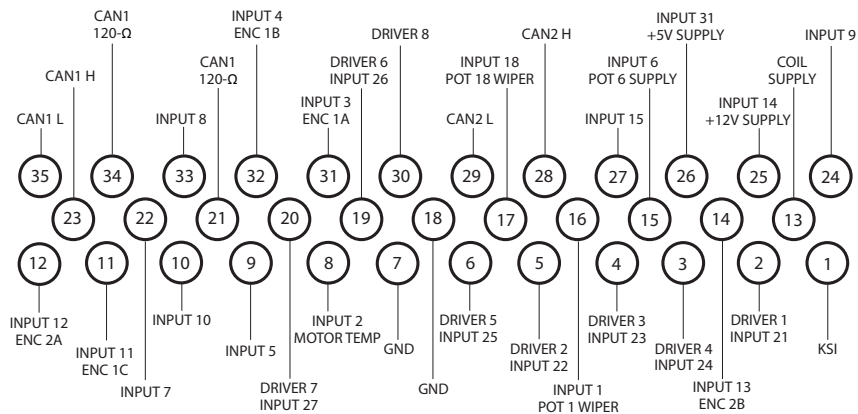 CAN1
120-Ω
INPUT 4
ENC 1B
DRIVER 8
CAN2 H
INPUT 31
+5V SUPPLY
INPUT 9
CAN1 H
CAN1
120-Ω
DRIVER 6
INPUT 26
INPUT 18
POT 18 WIPER
INPUT 6
POT 6 SUPPLY
COIL
SUPPLY
CAN1 L
INPUT 8
INPUT 3
ENC 1A
CAN2 L
INPUT 15
INPUT 14
+12V SUPPLY
35
34
33
32
31
30
29
28
27
26
25
24
23
22
21
20
19
18
17
16
15
14
13
12
11
10
9
8
7
6
5
4
3
2
1
INPUT 12
ENC 2A
INPUT 11
ENC 1C
INPUT 7
INPUT 10
INPUT 5
DRIVER 7
INPUT 27
INPUT 2
MOTOR TEMP
GND
GND
DRIVER 5
INPUT 25
DRIVER 2
INPUT 22
INPUT 1
POT 1 WIPER
DRIVER 3
INPUT 23
DRIVER 4
INPUT 24
INPUT 13
ENC 2B
DRIVER 1
INPUT 21
KSI